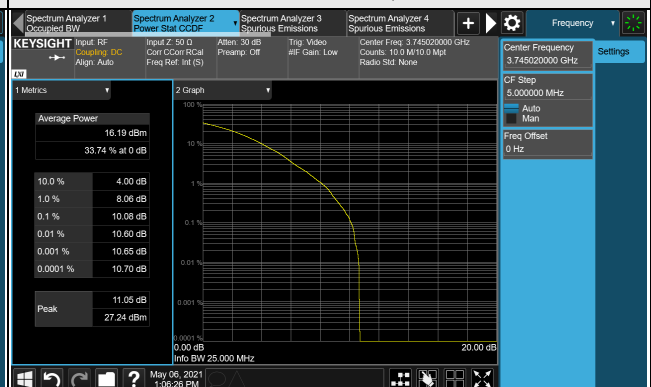 Spectrum Analyzer 1
Occupied BW
Spectrum Analyzer 2
Power Stat CCDF
Spectrum Analyzer 3
Spurious Emissions
Spectrum Analyzer 4
Spurious Emissions
Frequency
KEYSIGHT
Input: RF
Coupling: DC
Align: Auto
Input Z: 50 Ω
Corr CCorr RCal
Freq Ref: Int (S)
Atten: 30 dB
Preamp: Off
Trig: Video
#IF Gain: Low
Center Freq: 3.745020000 GHz
Counts: 10.0 M/10.0 Mpt
Radio Std: None
LXI
Center Frequency
3.745020000 GHz
Settings
CF Step
5.000000 MHz
Auto
Man
Freq Offset
0 Hz
1 Metrics
2 Graph
Average Power
16.19 dBm
33.74 % at 0 dB
10.0 % 4.00 dB
1.0 % 8.06 dB
0.1 % 10.08 dB
0.01 % 10.60 dB
0.001 % 10.65 dB
0.0001 % 10.70 dB
Peak
11.05 dB
27.24 dBm
100 %
10 %
1 %
0.1 %
0.01 %
0.001 %
0.0001 %
0.00 dB
20.00 dB
Info BW 25.000 MHz
May 06, 2021
1:06:26 PM